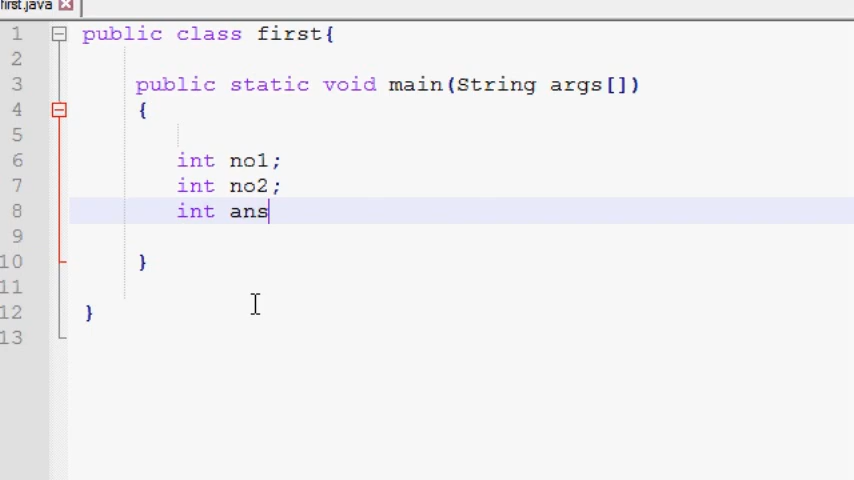 first.java
1 public class first{
2
3 public static void main(String args[])
4 {
5
6 int no1;
7 int no2;
8 int ans
9
10 }
11
12 }
13